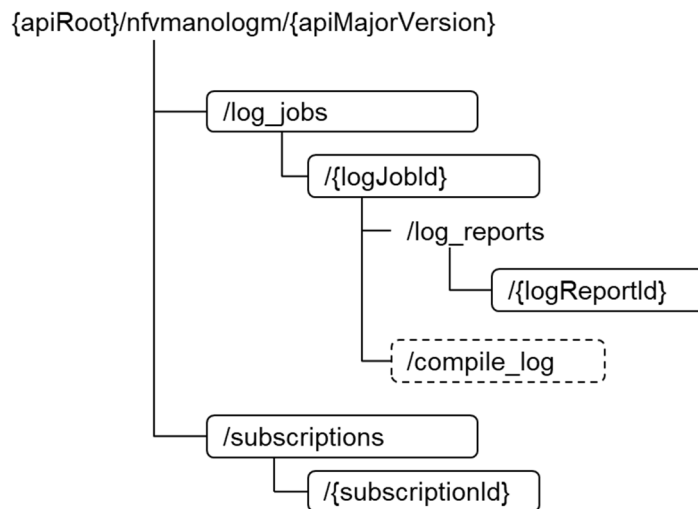 {apiRoot}/nfvmanologm/{apiMajorVersion}
/log_jobs
/{logJobId}
/log_reports
/{logReportId}
/compile_log
/subscriptions
/{subscriptionId}